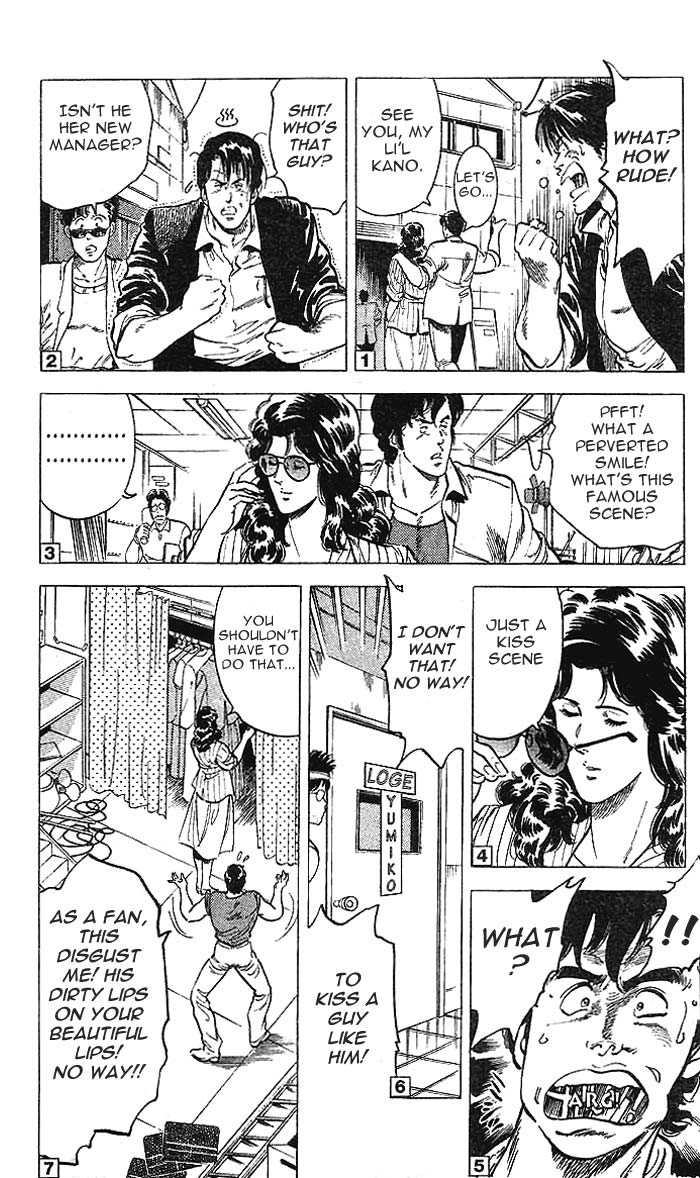 WHAT?
HOW
RUDE!
SEE
YOU, MY
LI'L
KANO.
LET'S
GO...
1
SHIT!
WHO'S
THAT
GUY?
ISN'T HE
HER NEW
MANAGER?
2
PFFT!
WHAT A
PERVERTED
SMILE!
WHAT'S THIS
FAMOUS
SCENE?
..............
..............
3
JUST A
KISS
SCENE
4
WHAT
?
!!
ARG!
5
I DON'T
WANT
THAT!
NO WAY!
LOGE
YUMIKO
TO
KISS A
GUY
LIKE
HIM!
6
YOU
SHOULDN'T
HAVE TO
DO THAT...
AS A FAN,
THIS
DISGUST
ME! HIS
DIRTY LIPS
ON YOUR
BEAUTIFUL
LIPS!
NO WAY!!
7